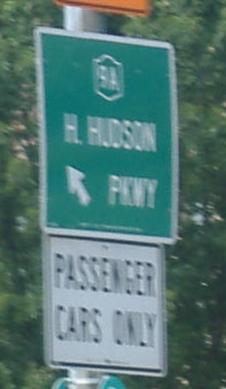 9A
H. HUDSON
PKWY
PASSENGER
CARS ONLY